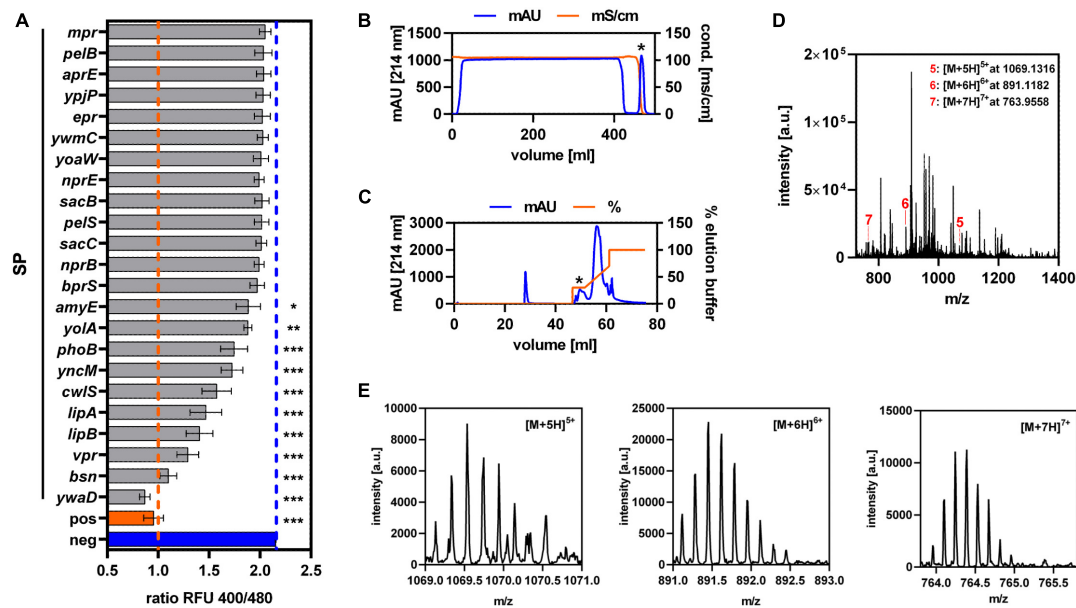 A
SP
mpr
pelB
aprE
ypjP
epr
ywmC
yoaW
nprE
sacB
pelS
sacC
nprB
bprS
amyE *
yolA **
phoB ***
yncM ***
cwlS ***
lipA ***
lipB ***
vpr ***
bsn ***
ywaD ***
pos ***
neg
0.5 1.0 1.5 2.0 2.5
ratio RFU 400/480
B
mAU mS/cm
mAU [214 nm]
1500
1000
500
0
*
150
100
50
0
cond. [ms/cm]
0 200 400
volume [ml]
C
mAU %
mAU [214 nm]
3000
2000
1000
0
*
150
100
50
0
% elution buffer
0 20 40 60 80
volume [ml]
D
intensity [a.u.]
2×10⁵
1×10⁵
5×10⁴
0
5: [M+5H]⁵⁺at 1069.1316
6: [M+6H]⁶⁺at 891.1182
7: [M+7H]⁷⁺at 763.9558
7
6
5
800 1000 1200 1400
m/z
E
intensity [a.u.]
10000
8000
6000
4000
2000
0
[M+5H]⁵⁺
1069.0 1069.5 1070.0 1070.5 1071.0
m/z
intensity [a.u.]
25000
20000
15000
10000
5000
0
[M+6H]⁶⁺
891.0 891.5 892.0 892.5 893.0
m/z
intensity [a.u.]
15000
10000
5000
0
[M+7H]⁷⁺
764.0 764.5 765.0 765.5
m/z